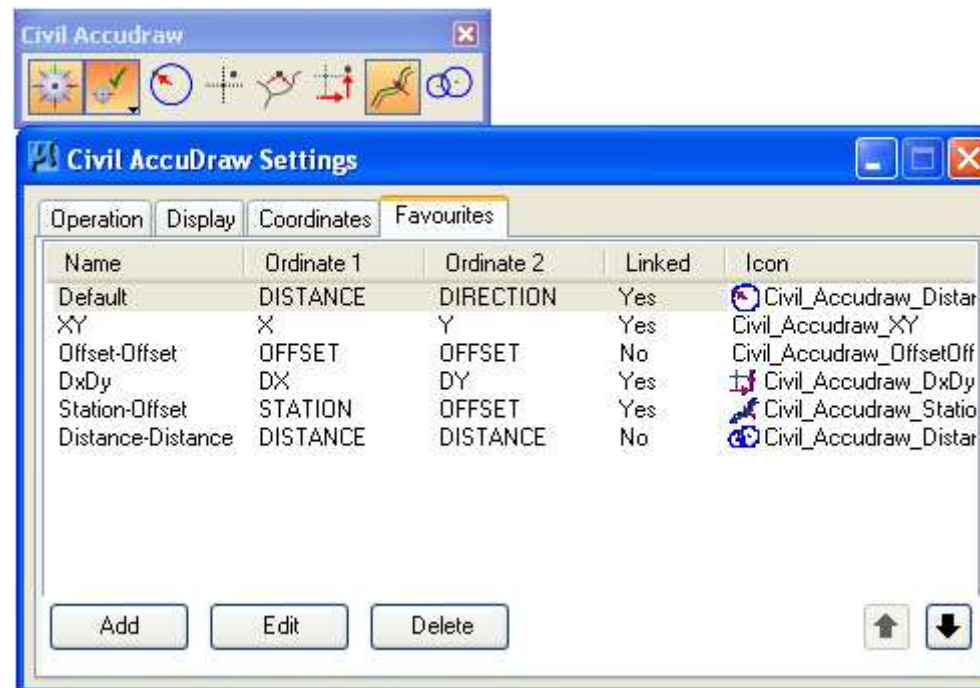 Civil Accudraw
Civil AccuDraw Settings
Operation Display Coordinates Favourites
Name Ordinate 1 Ordinate 2 Linked Icon
Default DISTANCE DIRECTION Yes Civil_Accudraw_Distan
XY X Y Yes Civil_Accudraw_XY
Offset-Offset OFFSET OFFSET No Civil_Accudraw_OffsetOff
DxDy DX DY Yes Civil_Accudraw_DxDy
Station-Offset STATION OFFSET Yes Civil_Accudraw_Statio
Distance-Distance DISTANCE DISTANCE No Civil_Accudraw_Distan
Add Edit Delete